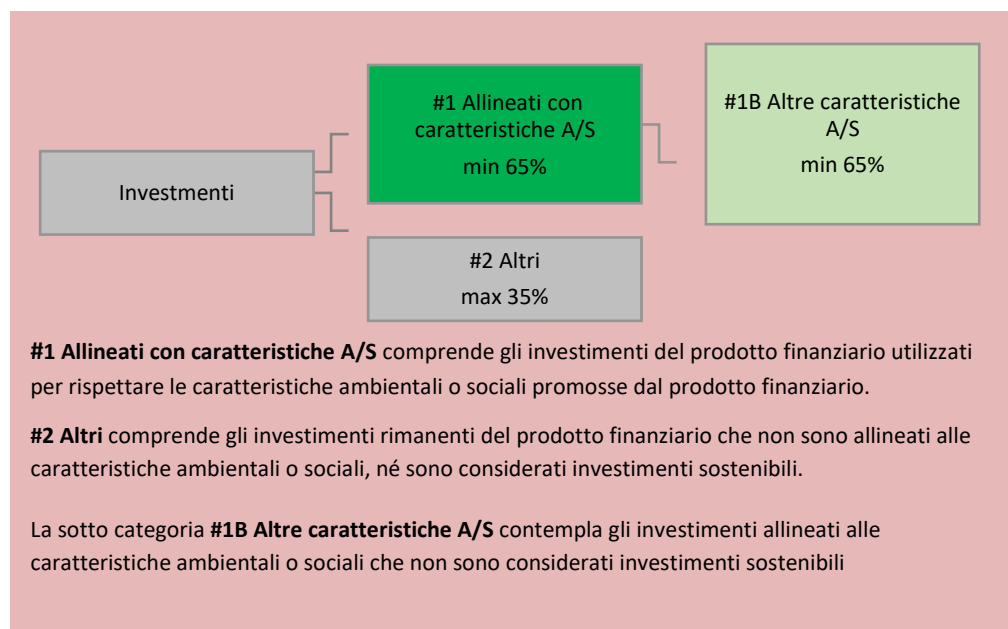 #1 Allineati con
caratteristiche A/S
min 65%
#1B Altre caratteristiche
A/S
min 65%
Investmenti
#2 Altri
max 35%
#1 Allineati con caratteristiche A/S comprende gli investimenti del prodotto finanziario utilizzati
per rispettare le caratteristiche ambientali o sociali promosse dal prodotto finanziario.
#2 Altri comprende gli investimenti rimanenti del prodotto finanziario che non sono allineati alle
caratteristiche ambientali o sociali, né sono considerati investimenti sostenibili.
La sotto categoria #1B Altre caratteristiche A/S contempla gli investimenti allineati alle
caratteristiche ambientali o sociali che non sono considerati investimenti sostenibili